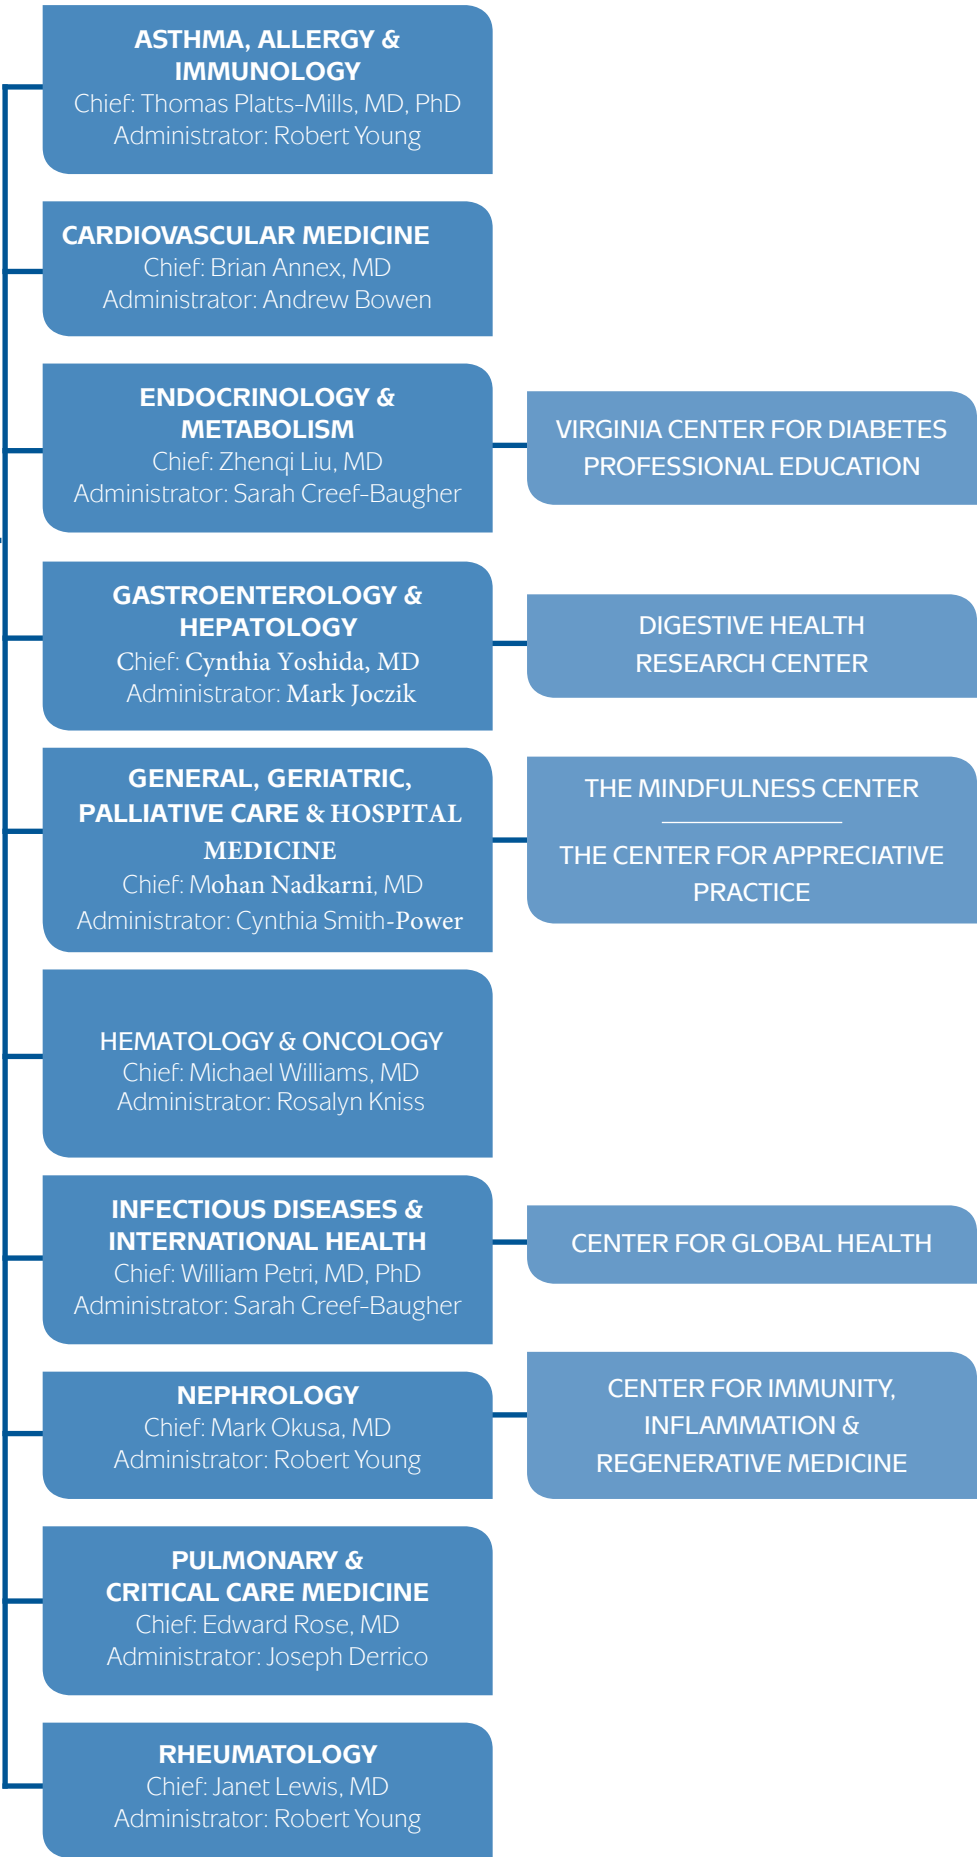 ASTHMA, ALLERGY &
IMMUNOLOGY
Chief: Thomas Platts-Mills, MD, PhD
Administrator: Robert Young
CARDIOVASCULAR MEDICINE
Chief: Brian Annex, MD
Administrator: Andrew Bowen
ENDOCRINOLOGY &
METABOLISM
Chief: Zhenqi Liu, MD
Administrator: Sarah Creef-Baugher
VIRGINIA CENTER FOR DIABETES
PROFESSIONAL EDUCATION
GASTROENTEROLOGY &
HEPATOLOGY
Chief: Cynthia Yoshida, MD
Administrator: Mark Joczik
DIGESTIVE HEALTH
RESEARCH CENTER
GENERAL, GERIATRIC,
PALLIATIVE CARE & HOSPITAL
MEDICINE
Chief: Mohan Nadkarni, MD
Administrator: Cynthia Smith-Power
THE MINDFULNESS CENTER
THE CENTER FOR APPRECIATIVE
PRACTICE
HEMATOLOGY & ONCOLOGY
Chief: Michael Williams, MD
Administrator: Rosalyn Kniss
INFECTIOUS DISEASES &
INTERNATIONAL HEALTH
Chief: William Petri, MD, PhD
Administrator: Sarah Creef-Baugher
CENTER FOR GLOBAL HEALTH
NEPHROLOGY
Chief: Mark Okusa, MD
Administrator: Robert Young
CENTER FOR IMMUNITY,
INFLAMMATION &
REGENERATIVE MEDICINE
PULMONARY &
CRITICAL CARE MEDICINE
Chief: Edward Rose, MD
Administrator: Joseph Derrico
RHEUMATOLOGY
Chief: Janet Lewis, MD
Administrator: Robert Young